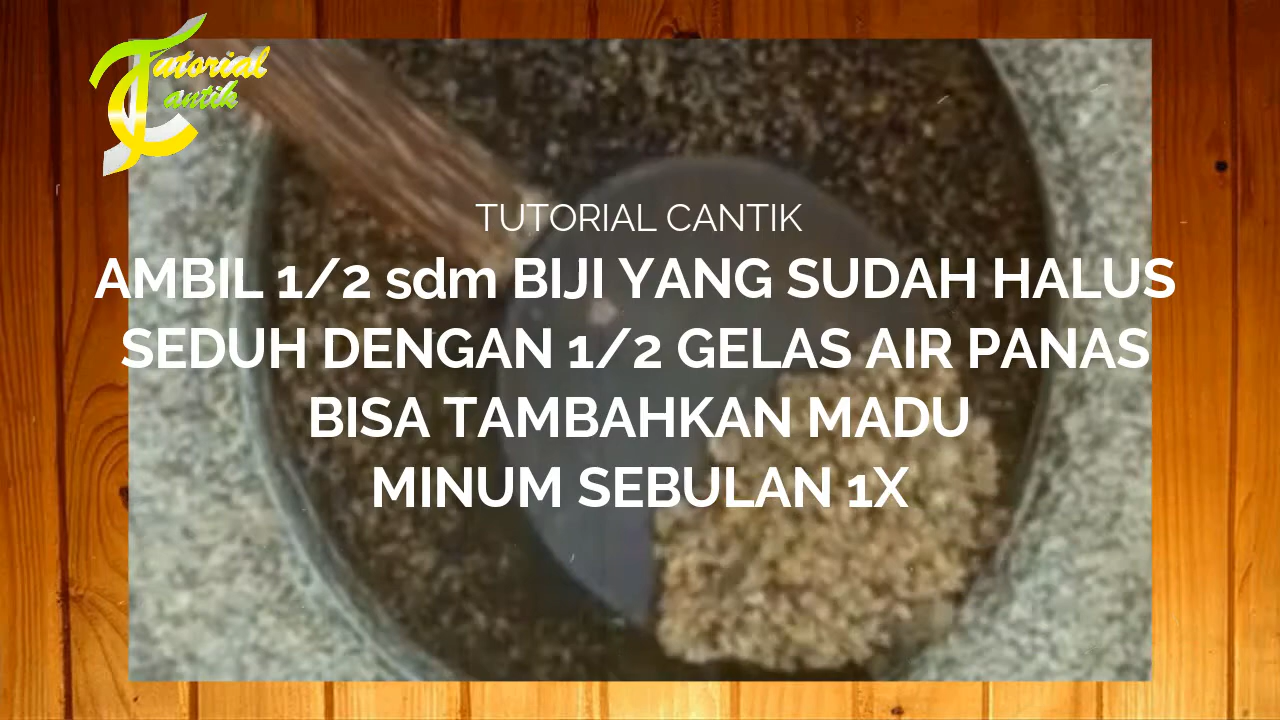 Tutorial
Cantik
TUTORIAL CANTIK
AMBIL 1/2 sdm BIJI YANG SUDAH HALUS
SEDUH DENGAN 1/2 GELAS AIR PANAS
BISA TAMBAHKAN MADU
MINUM SEBULAN 1X